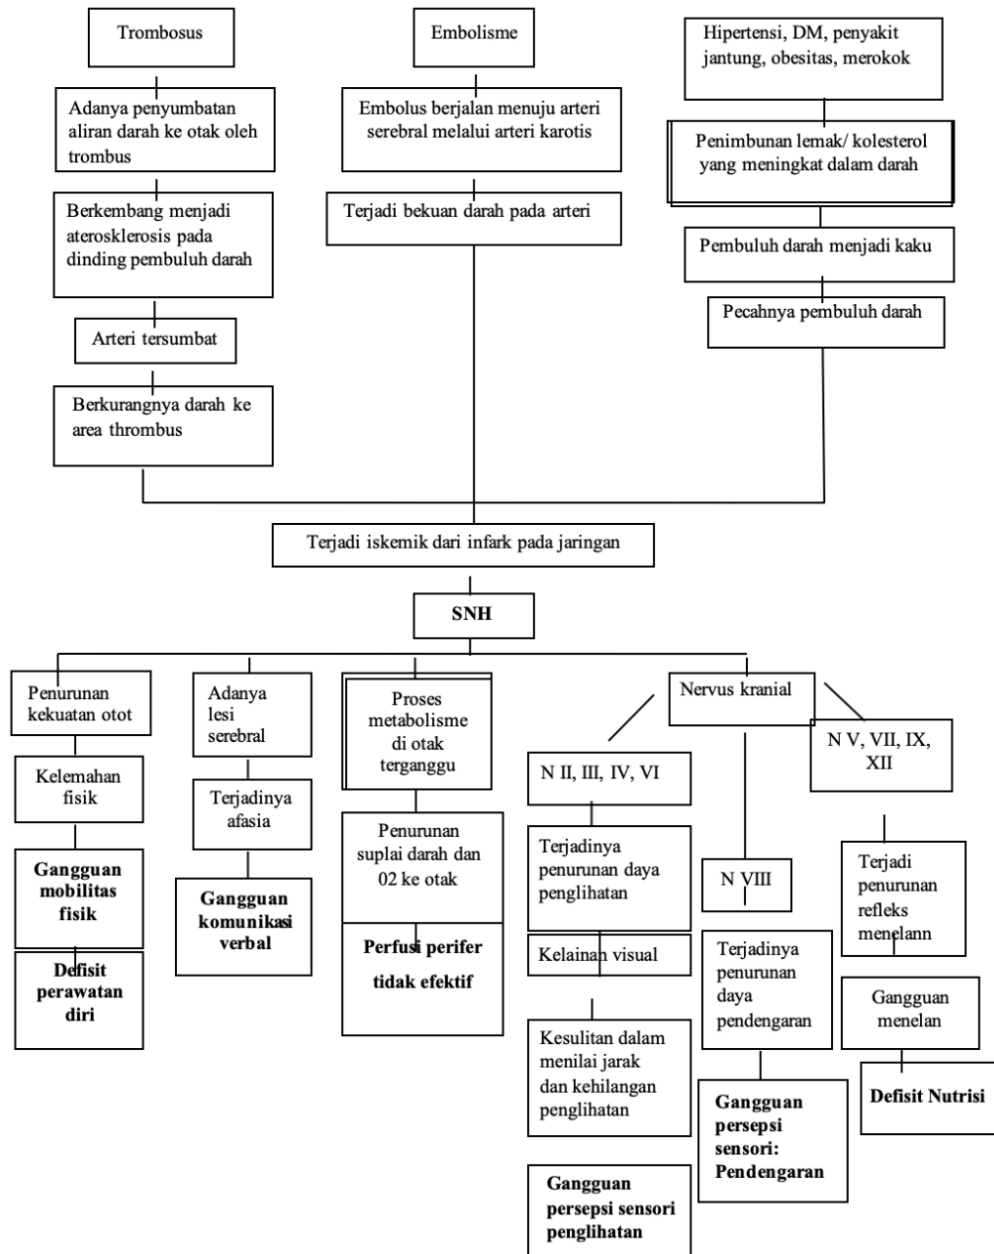 Trombosus
Embolisme
Hipertensi, DM, penyakit
jantung, obesitas, merokok
Adanya penyumbatan
aliran darah ke otak oleh
trombus
Embolus berjalan menuju arteri
serebral melalui arteri karotis
Penimbunan lemak/ kolesterol
yang meningkat dalam darah
Berkembang menjadi
aterosklerosis pada
dinding pembuluh darah
Terjadi bekuan darah pada arteri
Pembuluh darah menjadi kaku
Arteri tersumbat
Pecahnya pembuluh darah
Berkurangnya darah ke
area thrombus
Terjadi iskemik dari infark pada jaringan
SNH
Penurunan
kekuatan otot
Kelemahan
fisik
Gangguan
mobilitas
fisik
Defisit
perawatan
diri
Adanya lesi
serebral
Terjadinya
afasia
Gangguan
komunikasi
verbal
Proses
metabolisme
di otak
terganggu
Penurunan
suplai darah dan
02 ke otak
Perfusi perifer
tidak efektif
Nervus kranial
N II, III, IV, VI
Terjadinya
penurunan daya
penglihatan
Kelainan visual
Kesulitan dalam
menilai jarak
dan kehilangan
penglihatan
Gangguan
persepsi sensori
penglihatan
N VIII
Terjadinya
penurunan
daya
pendengaran
Gangguan
persepsi
sensori:
Pendengaran
N V, VII, IX,
XII
Terjadi
penurunan
refleks
menelann
Gangguan
menelan
Defisit Nutrisi